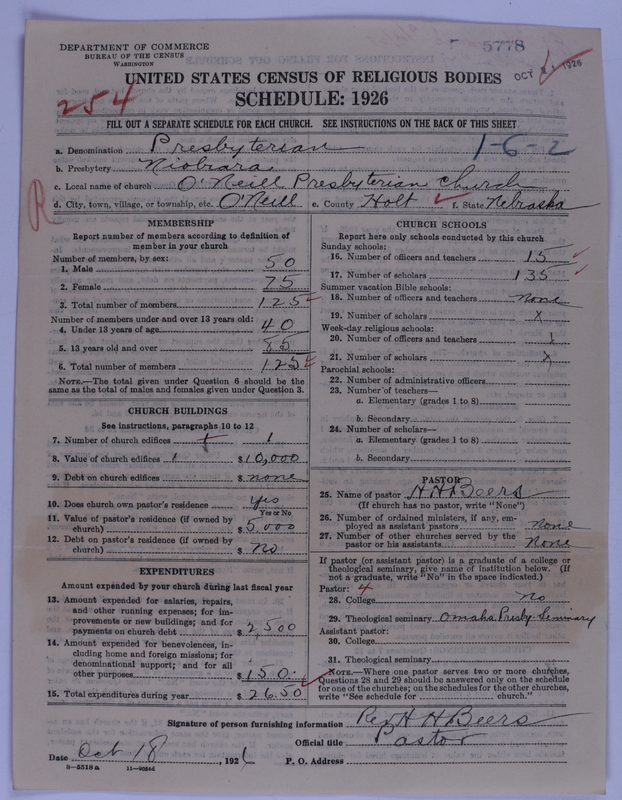 DEPARTMENT OF COMMERCE
BUREAU OF THE CENSUS
WASHINGTON
5778
OCT 21 1926
UNITED STATES CENSUS OF RELIGIOUS BODIES
254
SCHEDULE: 1926
FILL OUT A SEPARATE SCHEDULE FOR EACH CHURCH. SEE INSTRUCTIONS ON THE BACK OF THIS SHEET
a. Denomination Presbyterian
1-6-2
b. Presbytery Niobrara
c. Local name of church O'Neill Presbyterian Church
R
d. City, town, village, or township, etc. O'Neill e. County Holt f. State Nebraska
MEMBERSHIP
Report number of members according to definition of
member in your church
Number of members, by sex:
1. Male 50
2. Female 75
3. Total number of members 125
Number of members under and over 13 years old:
4. Under 13 years of age 40
5. 13 years old and over 85
6. Total number of members 125
NOTE.—The total given under Question 6 should be the
same as the total of males and females given under Question 3.
CHURCH BUILDINGS
See instructions, paragraphs 10 to 12
7. Number of church edifices 1 1
8. Value of church edifices 1 $10,000
9. Debt on church edifices $ none
10. Does church own pastor's residence yes
Yes or No
11. Value of pastor's residence (if owned by
church) $5,000
12. Debt on pastor's residence (if owned by
church) $ no
EXPENDITURES
Amount expended by your church during last fiscal year
13. Amount expended for salaries, repairs,
and other running expenses; for im-
provements or new buildings; and for
payments on church debt $2,500
14. Amount expended for benevolences, in-
cluding home and foreign missions; for
denominational support; and for all
other purposes $150.
15. Total expenditures during year $2650
CHURCH SCHOOLS
Report here only schools conducted by this church
Sunday schools:
16. Number of officers and teachers 15
17. Number of scholars 135
Summer vacation Bible schools:
18. Number of officers and teachers none
19. Number of scholars x
Week-day religious schools:
20. Number of officers and teachers x
21. Number of scholars x
Parochial schools:
22. Number of administrative officers
23. Number of teachers—
a. Elementary (grades 1 to 8)
b. Secondary
24. Number of scholars—
a. Elementary (grades 1 to 8)
b. Secondary
PASTOR
25. Name of pastor H H Beers
(If church has no pastor, write "None")
26. Number of ordained ministers, if any, em-
ployed as assistant pastors none
27. Number of other churches served by the
pastor or his assistants None
If pastor (or assistant pastor) is a graduate of a college or
theological seminary, give name of institution below. (If
not a graduate, write "No" in the space indicated.)
Pastor: 4
28. College no
29. Theological seminary Omaha Presby. Seminary
Assistant pastor:
30. College
31. Theological seminary
NOTE.—Where one pastor serves two or more churches,
Questions 28 and 29 should be answered only on the schedule
for one of the churches; on the schedules for the other churches,
write "See schedule for church."
Signature of person furnishing information Rev H H Beers
Official title Pastor
Date Oct 18, 1926 P. O. Address
8—5518 a